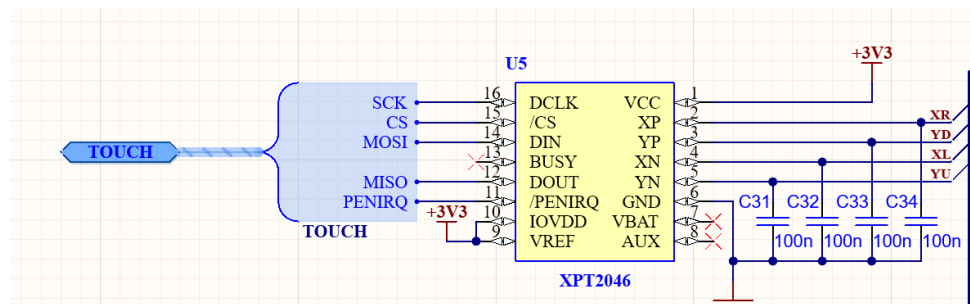 U5
+3V3
TOUCH
SCK
CS
MOSI
MISO
PENIRQ
TOUCH
+3V3
16 DCLK VCC 1
15 /CS XP 2
14 DIN YP 3
13 BUSY XN 4
12 DOUT YN 5
11 /PENIRQ GND 6
10 IOVDD VBAT 7
9 VREF AUX 8
XPT2046
XR
YD
XL
YU
C31 C32 C33 C34
100n 100n 100n 100n